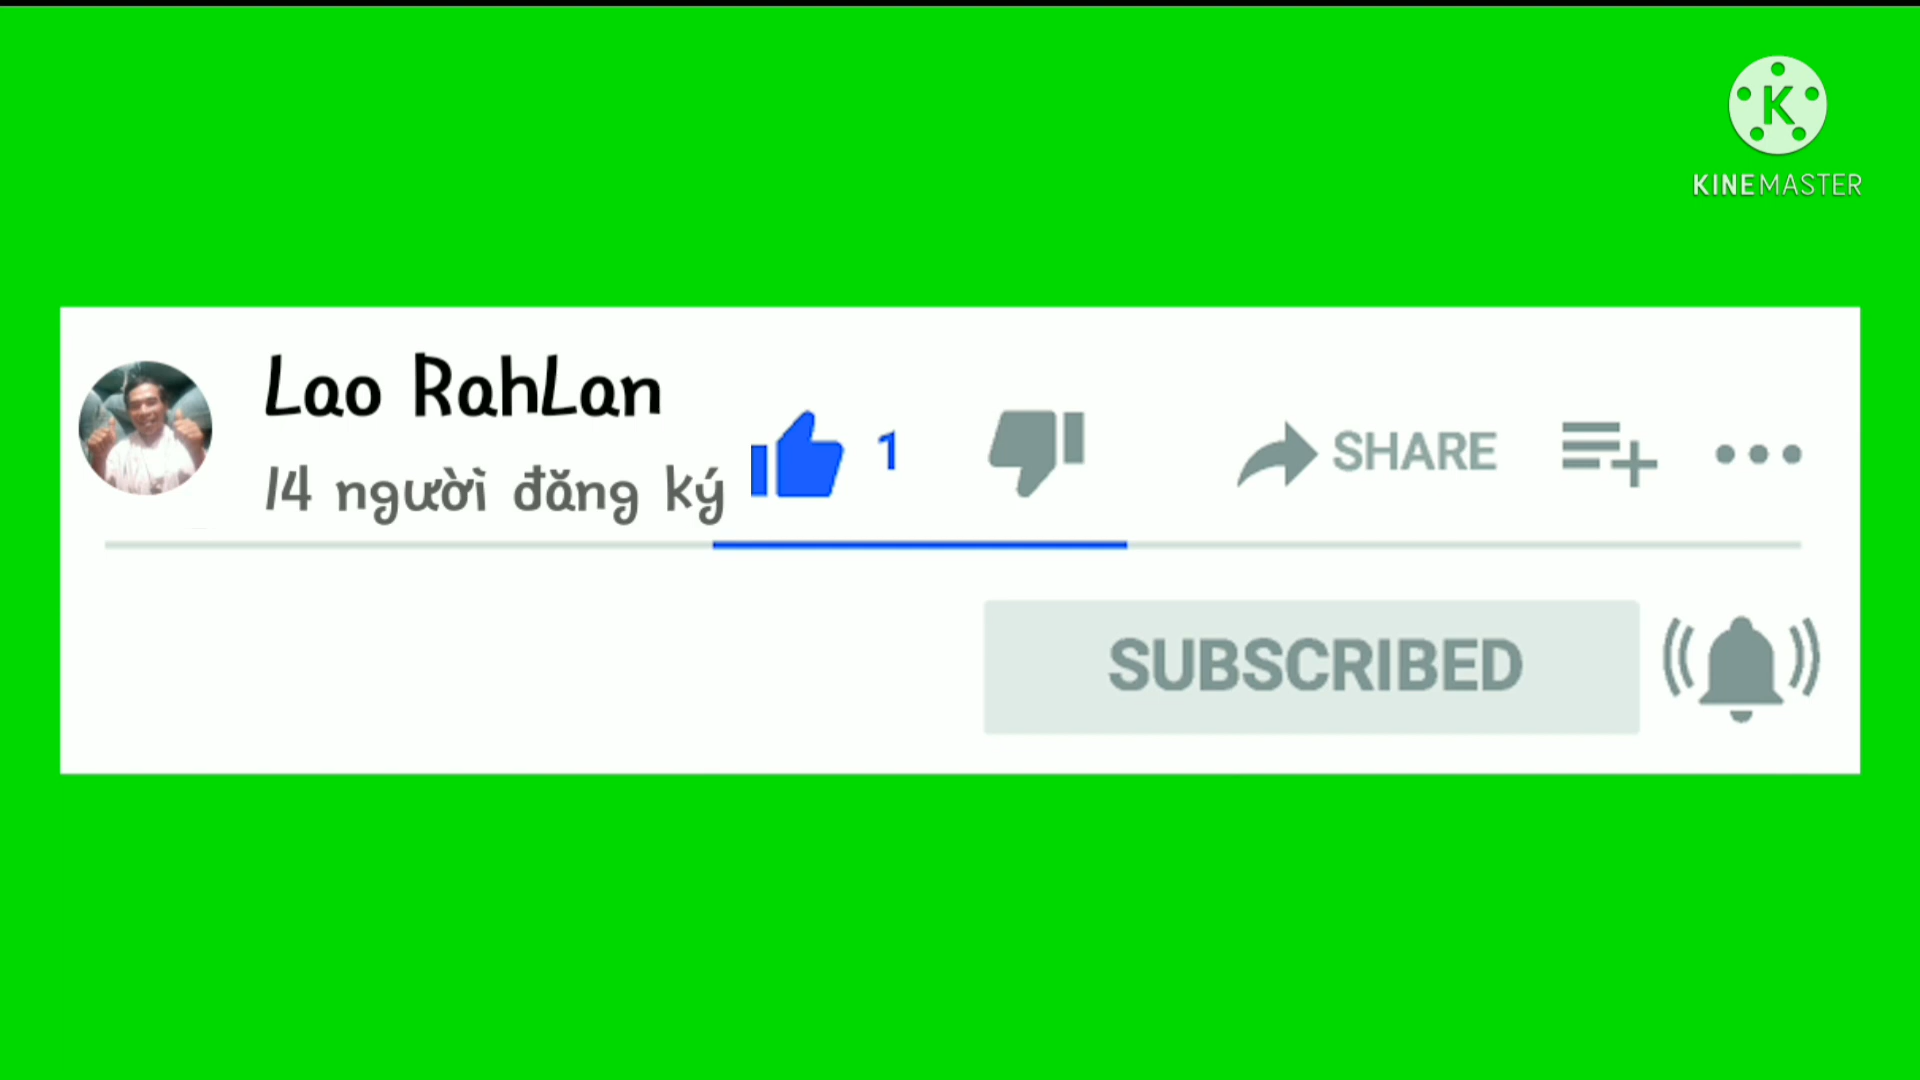 K
KINEMASTER
Lao RahLan
14 người đăng ký
1
SHARE
SUBSCRIBED